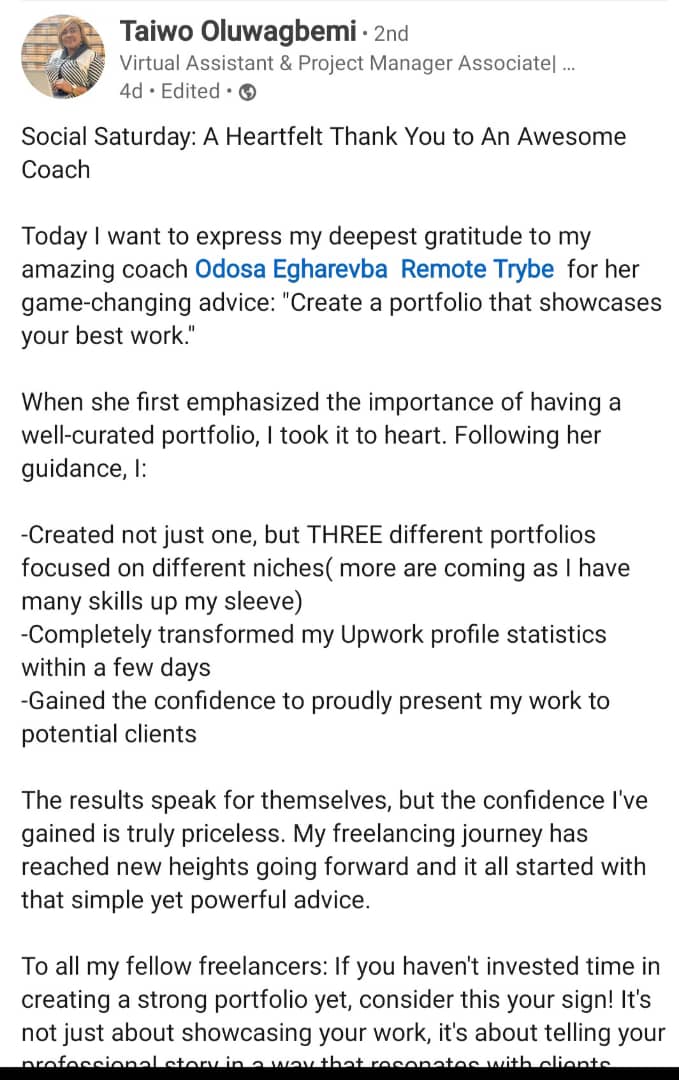 Taiwo Oluwagbemi • 2nd
Virtual Assistant & Project Manager Associate| ...
4d • Edited •
Social Saturday: A Heartfelt Thank You to An Awesome
Coach
Today I want to express my deepest gratitude to my
amazing coach Odosa Egharevba Remote Trybe for her
game-changing advice: "Create a portfolio that showcases
your best work."
When she first emphasized the importance of having a
well-curated portfolio, I took it to heart. Following her
guidance, I:
-Created not just one, but THREE different portfolios
focused on different niches( more are coming as I have
many skills up my sleeve)
-Completely transformed my Upwork profile statistics
within a few days
-Gained the confidence to proudly present my work to
potential clients
The results speak for themselves, but the confidence I've
gained is truly priceless. My freelancing journey has
reached new heights going forward and it all started with
that simple yet powerful advice.
To all my fellow freelancers: If you haven't invested time in
creating a strong portfolio yet, consider this your sign! It's
not just about showcasing your work, it's about telling your
professional story in a way that resonates with clients